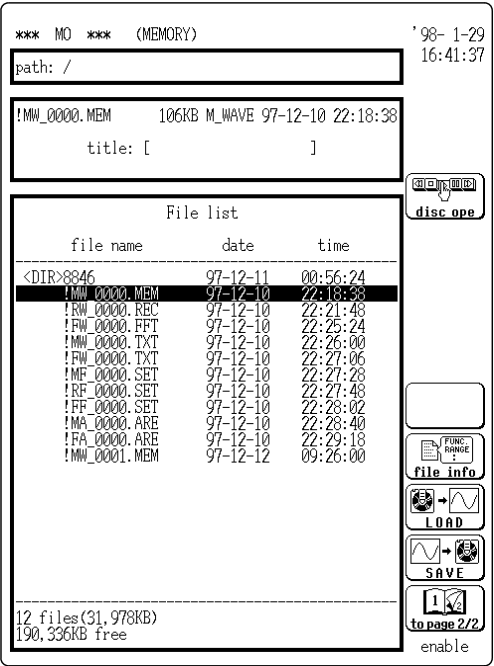 *** MO *** (MEMORY)
'98- 1-29
16:41:37
path: /
!MW_0000.MEM 106KB M_WAVE 97-12-10 22:18:38
title: [ ]
disc ope
File list
file name date time
<DIR>8846 97-12-11 00:56:24
!MW_0000.MEM 97-12-10 22:18:38
!RW_0000.REC 97-12-10 22:21:48
!FW_0000.FFT 97-12-10 22:25:24
!MW_0000.TXT 97-12-10 22:26:00
!FW_0000.TXT 97-12-10 22:27:06
!MF_0000.SET 97-12-10 22:27:28
!RF_0000.SET 97-12-10 22:27:48
!FF_0000.SET 97-12-10 22:28:02
!MA_0000.ARE 97-12-10 22:28:40
!FA_0000.ARE 97-12-10 22:29:18
!MW_0001.MEM 97-12-12 09:26:00
FUNC.
RANGE
:
file info
LOAD
SAVE
1 2
to page 2/2
12 files(31,978KB)
190,336KB free
enable